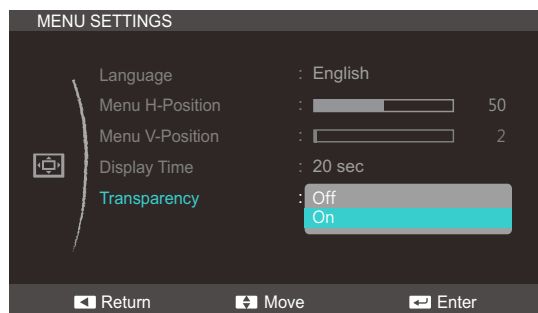 MENU SETTINGS
Language : English
Menu H-Position : 50
Menu V-Position : 2
Display Time : 20 sec
Transparency : Off
On
Return Move Enter